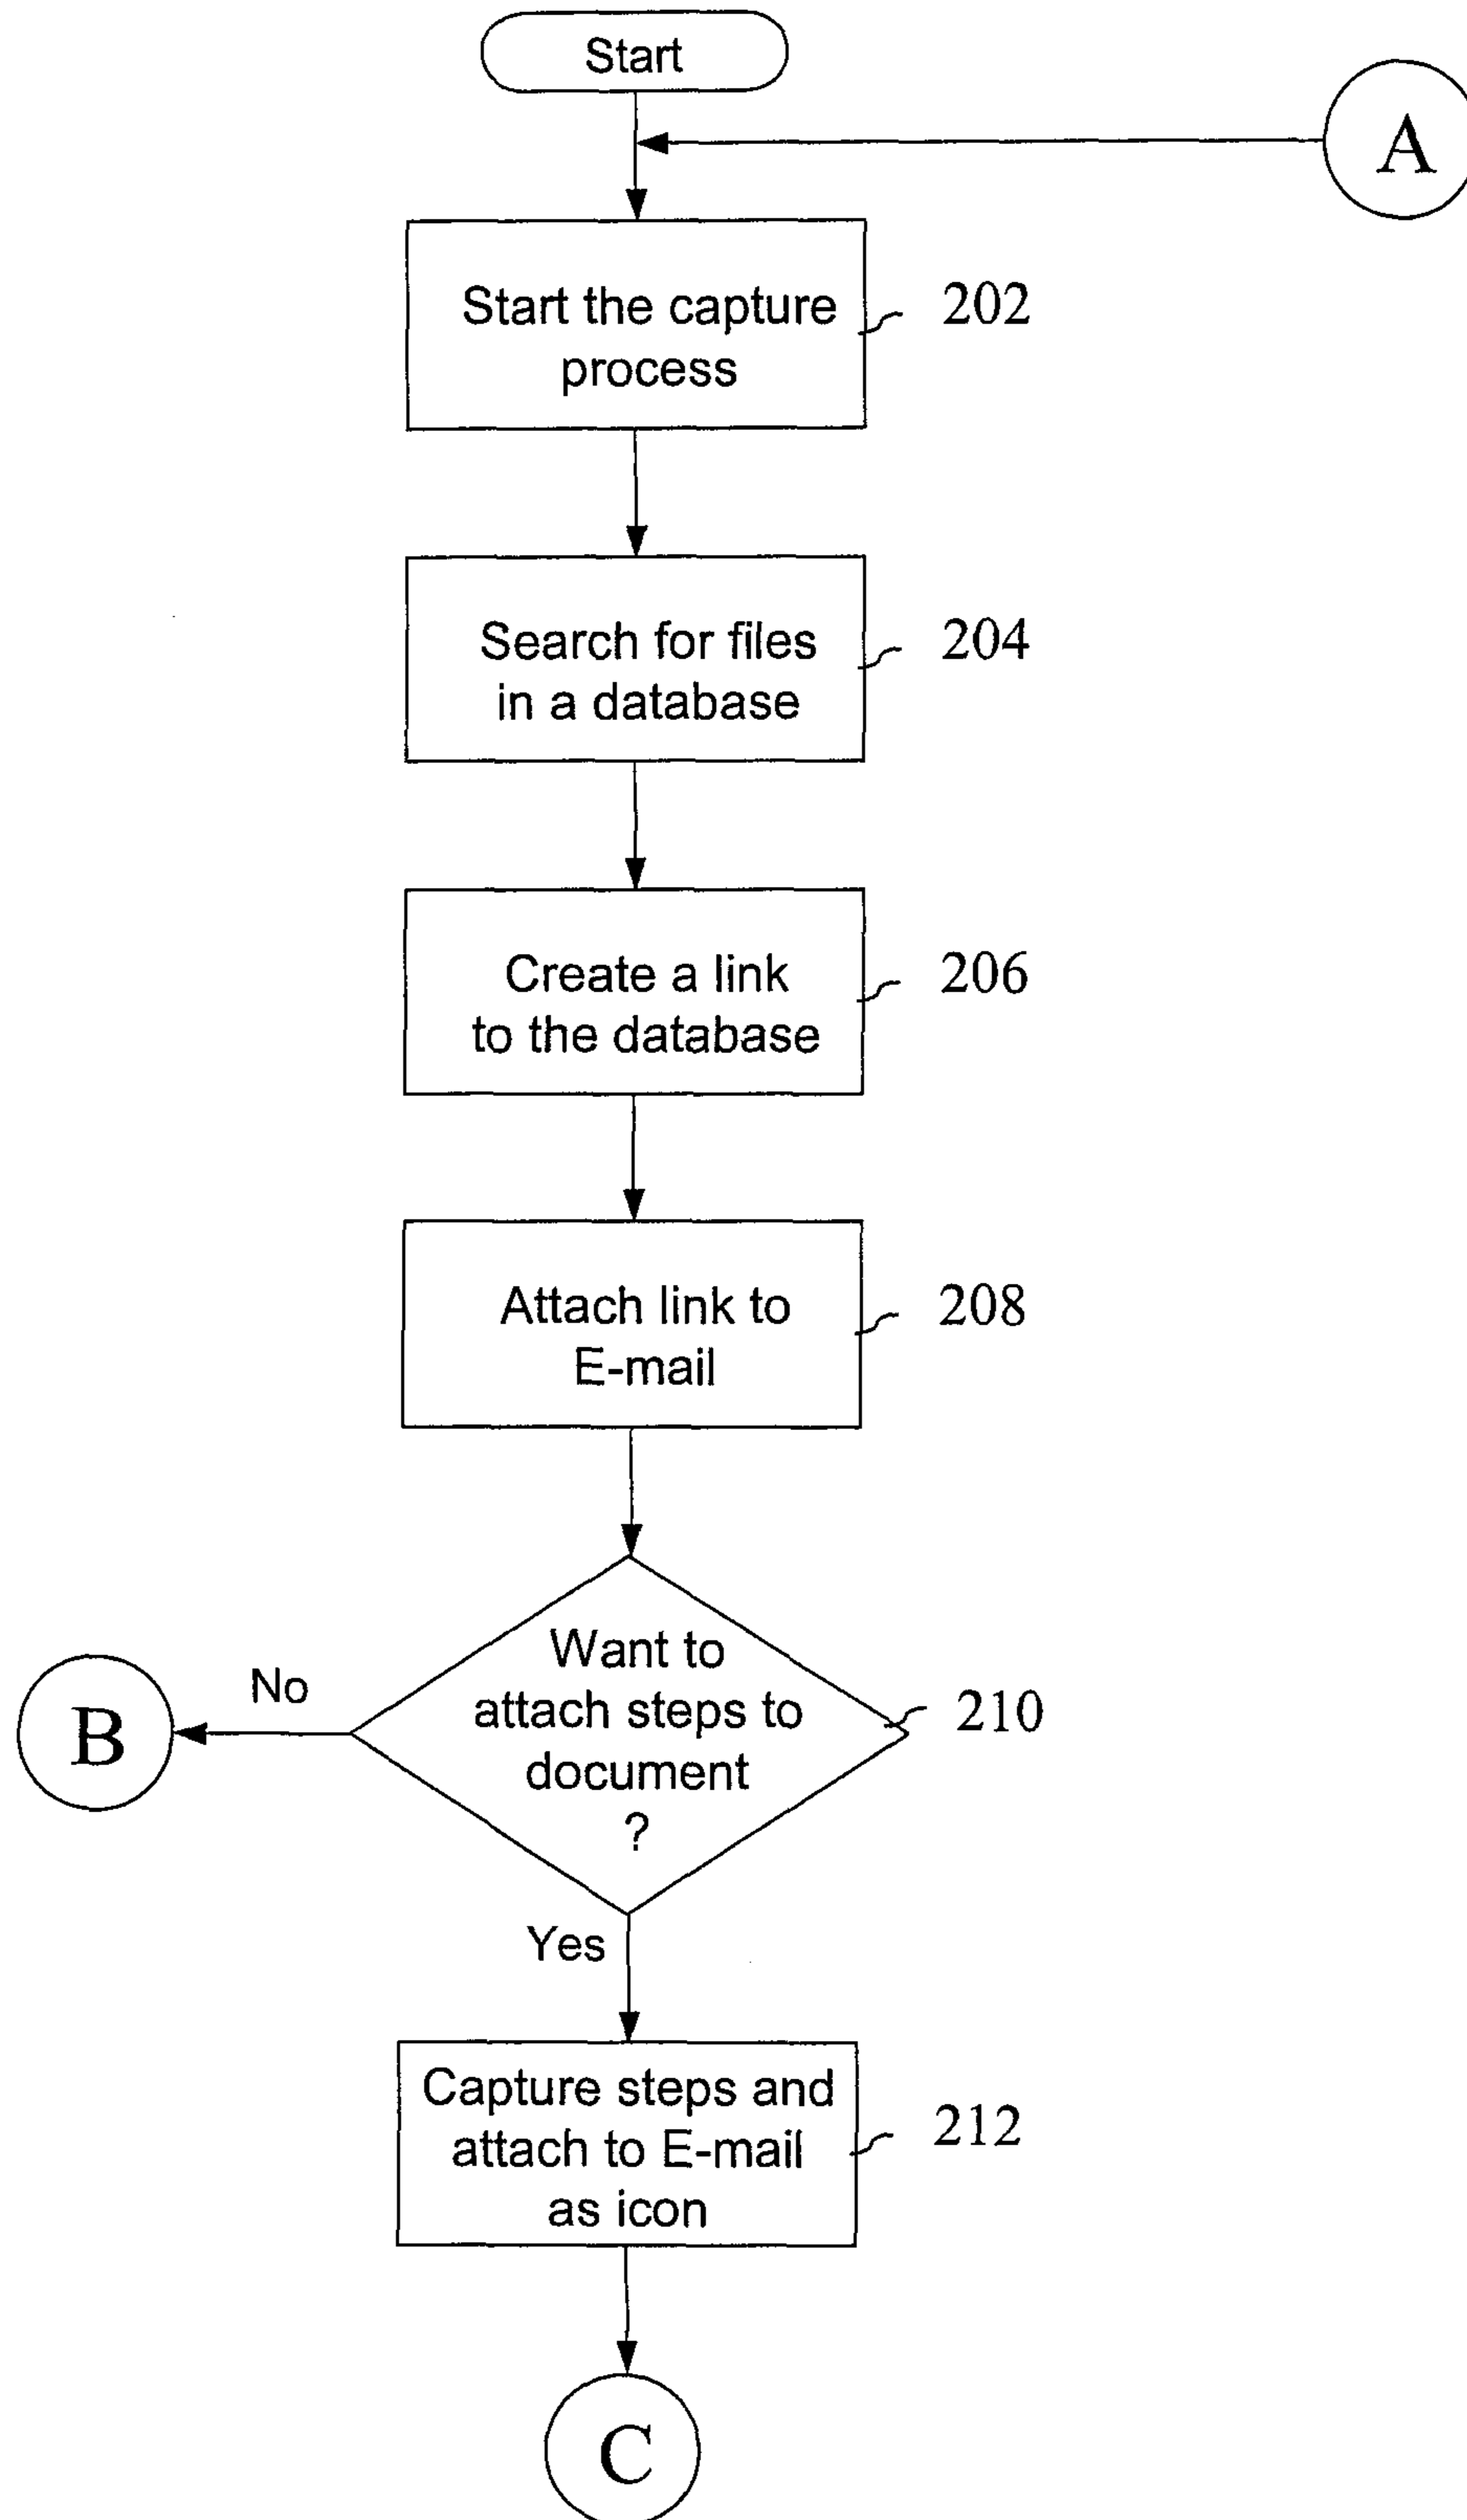 Start
A
Start the capture
process
202
Search for files
in a database
204
Create a link
to the database
206
Attach link to
E-mail
208
Want to
attach steps to
document
?
210
No
B
Yes
Capture steps and
attach to E-mail
as icon
212
C